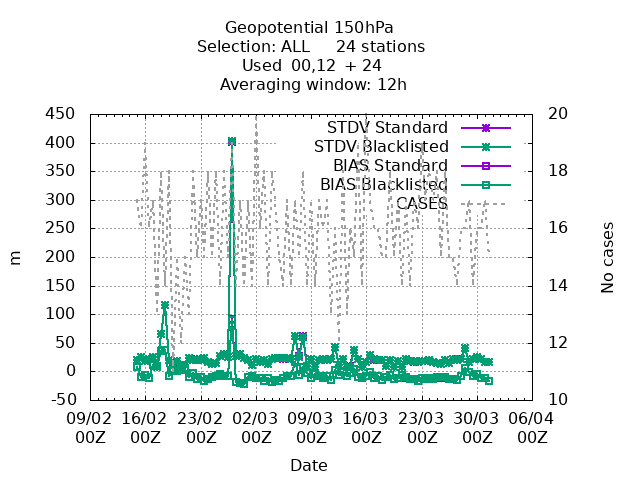 Geopotential 150hPa
Selection: ALL 24 stations
Used 00,12 + 24
Averaging window: 12h
450
400
350
300
250
200
150
100
50
0
-50
m
20
18
16
14
12
10
No cases
STDV Standard
STDV Blacklisted
BIAS Standard
BIAS Blacklisted
CASES
09/02 16/02 23/02 02/03 09/03 16/03 23/03 30/03 06/04
00Z 00Z 00Z 00Z 00Z 00Z 00Z 00Z 00Z
Date